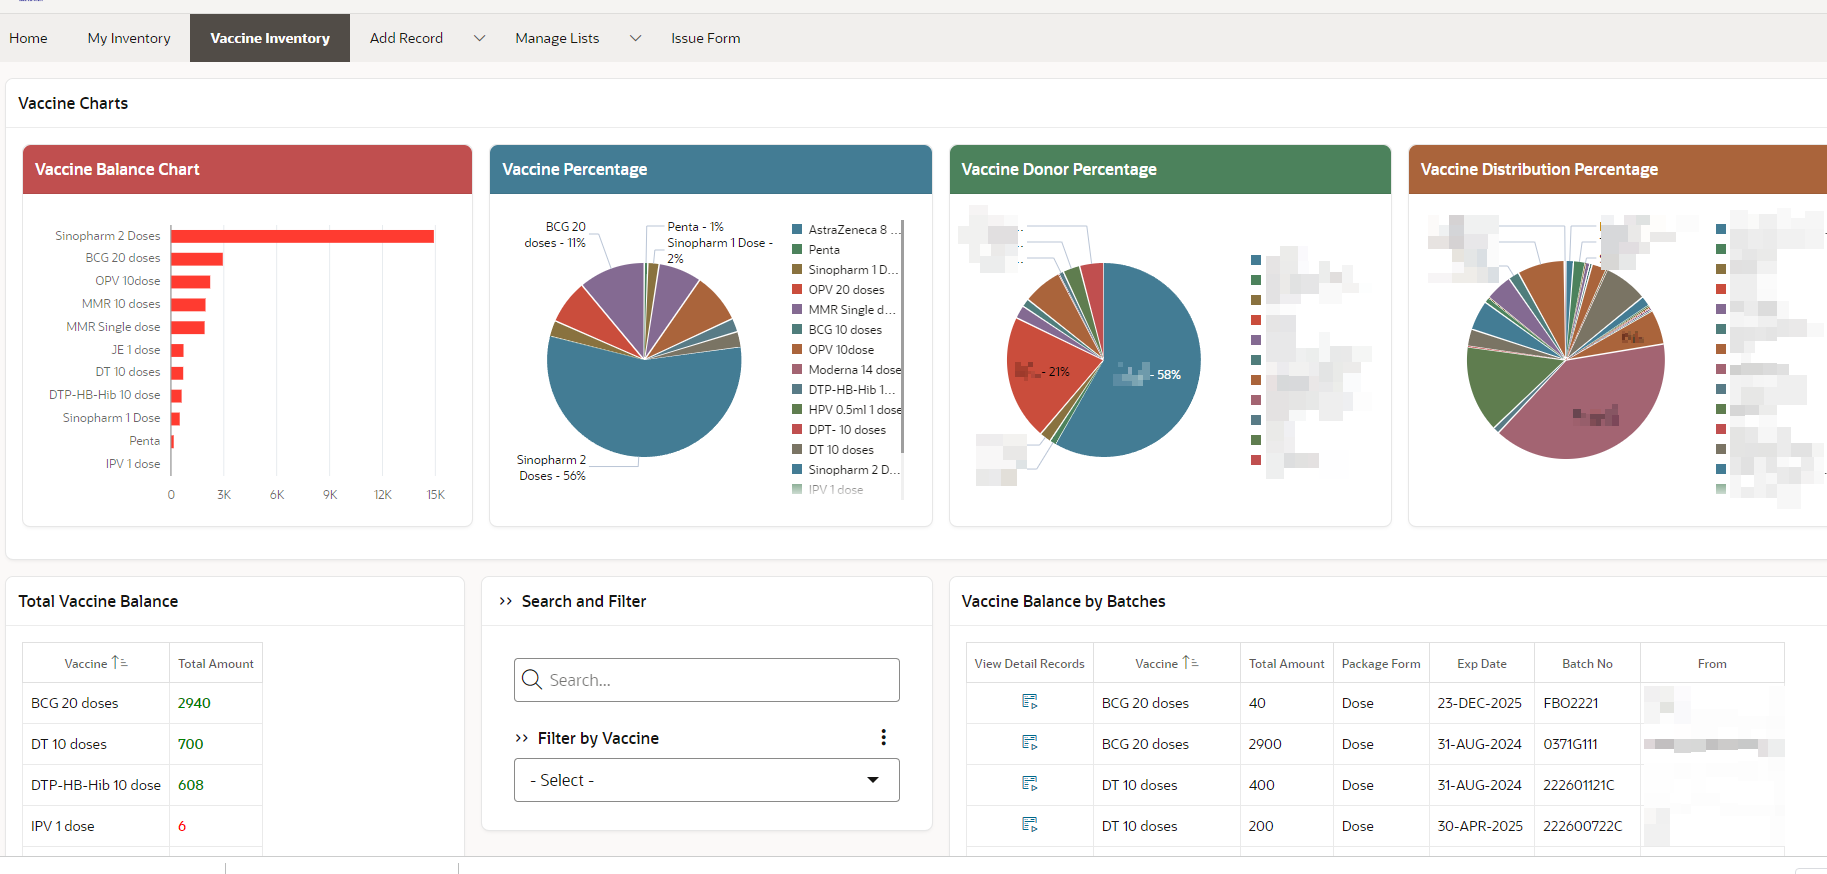 Home
My Inventory
Vaccine Inventory
Add Record
Manage Lists
Issue Form
Vaccine Charts
Vaccine Balance Chart
Sinopharm 2 Doses
BCG 20 doses
OPV 10dose
MMR 10 doses
MMR Single dose
JE 1 dose
DT 10 doses
DTP-HB-Hib 10 dose
Sinopharm 1 Dose
Penta
IPV 1 dose
0 3K 6K 9K 12K 15K
Vaccine Percentage
BCG 20
doses - 11%
Penta - 1%
Sinopharm 1 Dose -
2%
Sinopharm 2
Doses - 56%
AstraZeneca 8 ...
Penta
Sinopharm 1 D...
OPV 20 doses
MMR Single d...
BCG 10 doses
OPV 10dose
Moderna 14 dose
DTP-HB-Hib 1...
HPV 0.5ml 1 dose
DPT- 10 doses
DT 10 doses
Sinopharm 2 D...
IPV 1 dose
Vaccine Donor Percentage
- 21%
- 58%
Vaccine Distribution Percentage
Total Vaccine Balance
Vaccine Total Amount
BCG 20 doses 2940
DT 10 doses 700
DTP-HB-Hib 10 dose 608
IPV 1 dose 6
Search and Filter
Search...
Filter by Vaccine
- Select -
Vaccine Balance by Batches
View Detail Records Vaccine Total Amount Package Form Exp Date Batch No From
BCG 20 doses 40 Dose 23-DEC-2025 FBO2221
BCG 20 doses 2900 Dose 31-AUG-2024 0371G111
DT 10 doses 400 Dose 31-AUG-2024 222601121C
DT 10 doses 200 Dose 30-APR-2025 222600722C